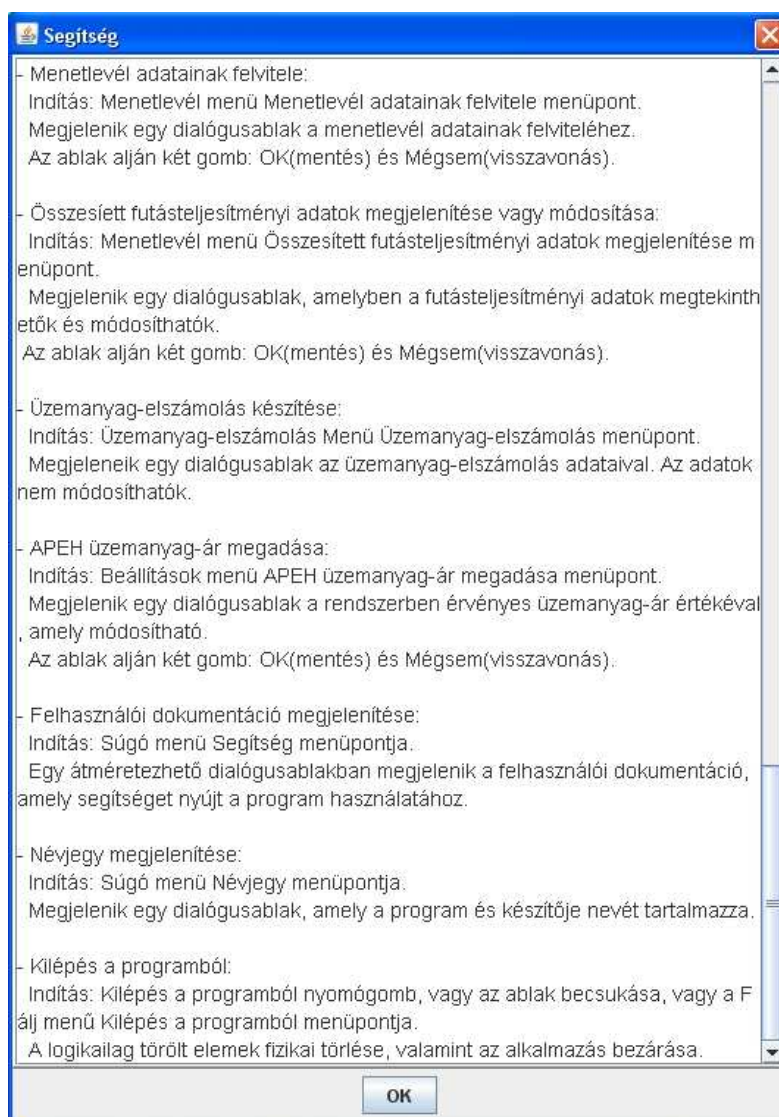 Segítség
- Menetlevél adatainak felvitele:
Indítás: Menetlevél menü Menetlevél adatainak felvitele menüpont.
Megjelenik egy dialógusablak a menetlevél adatainak felviteléhez.
Az ablak alján két gomb: OK(mentés) és Mégsem(visszavonás).
- Összesíett futásteljesítményi adatok megjelenítése vagy módosítása:
Indítás: Menetlevél menü Összesített futásteljesítményi adatok megjelenítése m
enüpont.
Megjelenik egy dialógusablak, amelyben a futásteljesítményi adatok megtekinth
etők és módosíthatók.
Az ablak alján két gomb: OK(mentés) és Mégsem(visszavonás).
- Üzemanyag-elszámolás készítése:
Indítás: Üzemanyag-elszámolás Menü Üzemanyag-elszámolás menüpont.
Megjeleneik egy dialógusablak az üzemanyag-elszámolás adataival. Az adatok
nem módosíthatók.
- APEH üzemanyag-ár megadása:
Indítás: Beállítások menü APEH üzemanyag-ár megadása menüpont.
Megjelenik egy dialógusablak a rendszerben érvényes üzemanyag-ár értékéval
, amely módosítható.
Az ablak alján két gomb: OK(mentés) és Mégsem(visszavonás).
- Felhasználói dokumentáció megjelenítése:
Indítás: Súgó menü Segítség menüpontja.
Egy átméretezhető dialógusablakban megjelenik a felhasználói dokumentáció,
amely segítséget nyújt a program használatához.
- Névjegy megjelenítése:
Indítás: Súgó menü Névjegy menüpontja.
Megjelenik egy dialógusablak, amely a program és készítője nevét tartalmazza.
- Kilépés a programból:
Indítás: Kilépés a programból nyomógomb, vagy az ablak becsukása, vagy a F
álj menű Kilépés a programból menüpontja.
A logikailag törölt elemek fizikai törlése, valamint az alkalmazás bezárása.
OK